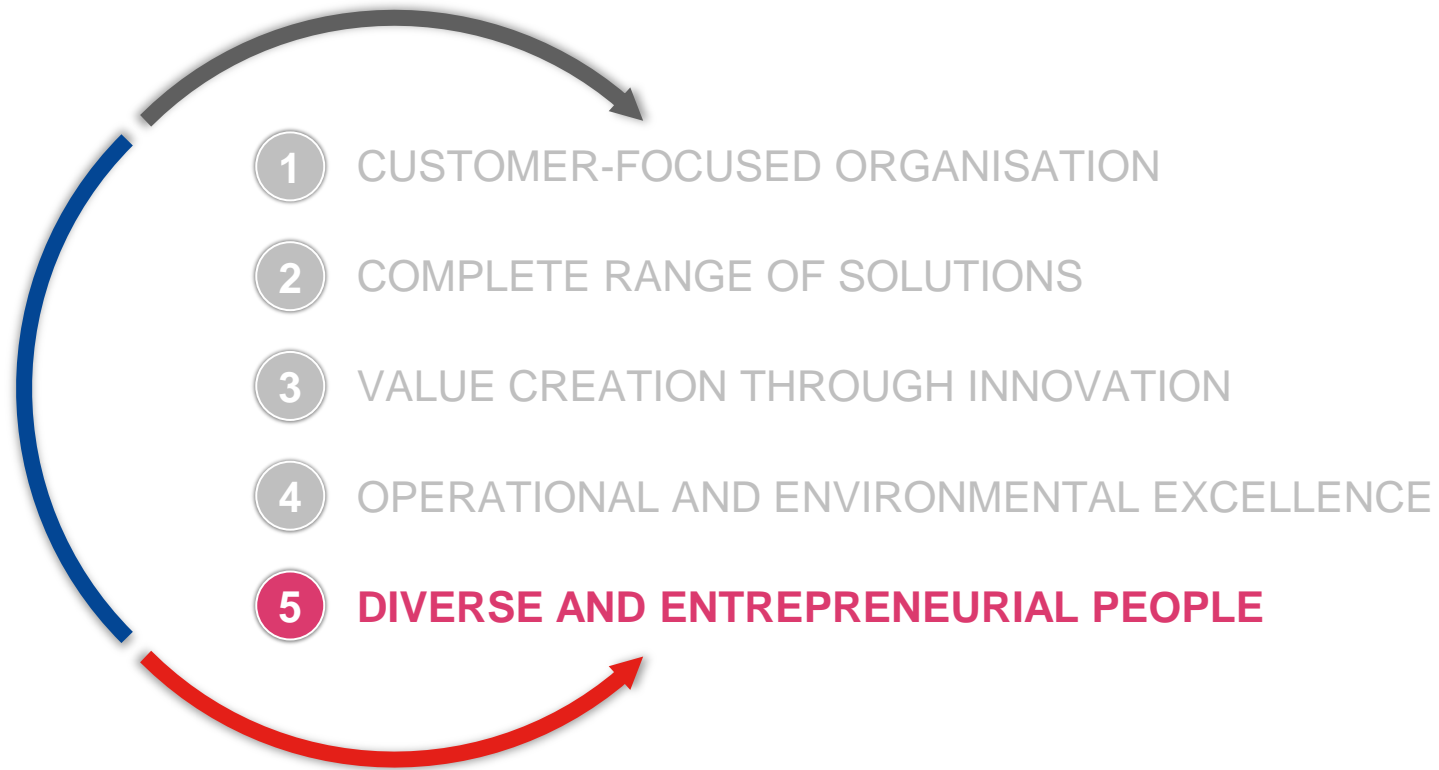 1 CUSTOMER-FOCUSED ORGANISATION
2 COMPLETE RANGE OF SOLUTIONS
3 VALUE CREATION THROUGH INNOVATION
4 OPERATIONAL AND ENVIRONMENTAL EXCELLENCE
5 DIVERSE AND ENTREPRENEURIAL PEOPLE